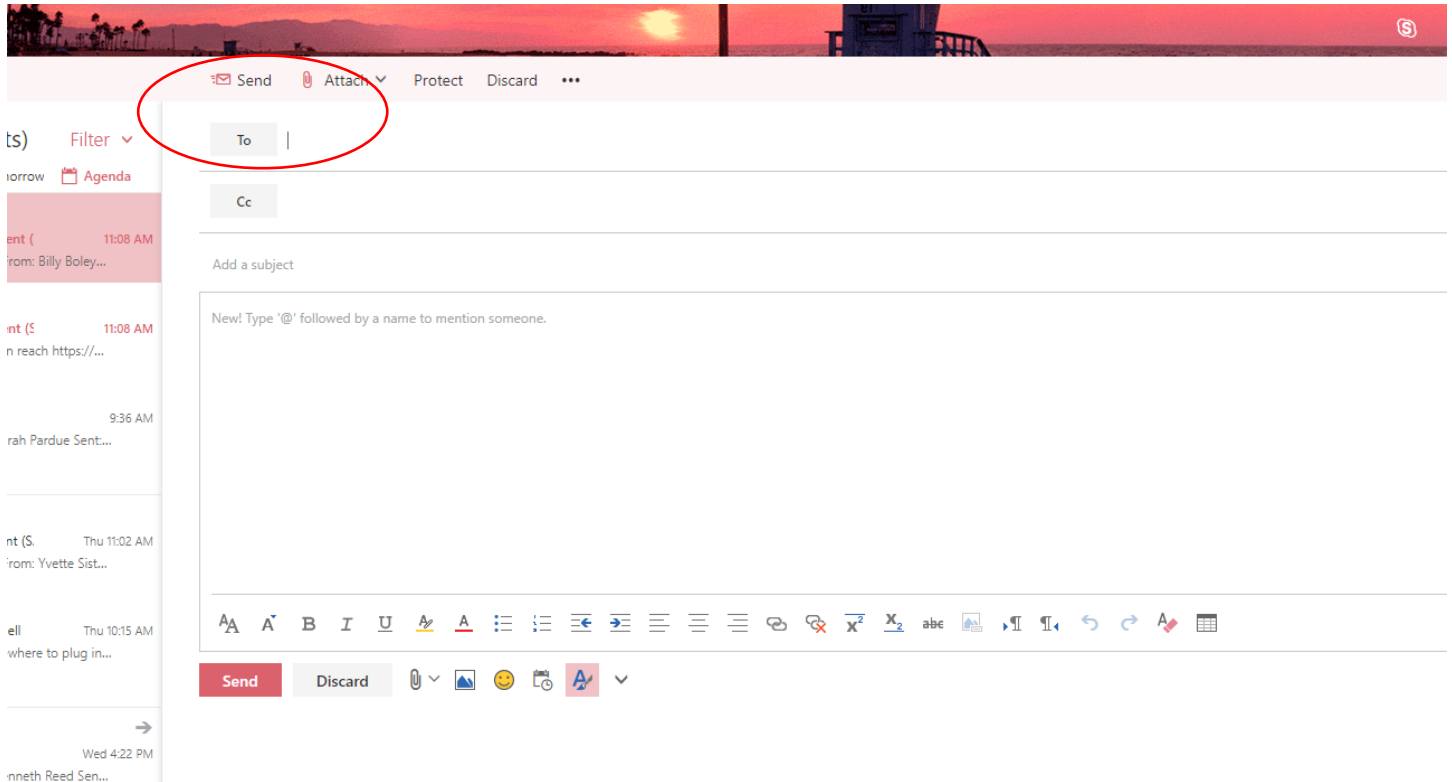 Send Attach Protect Discard •••
ts) Filter
To
orrow Agenda
Cc
ent ( 11:08 AM
From: Billy Boley...
Add a subject
New! Type '@' followed by a name to mention someone.
ent (S 11:08 AM
n reach https://...
9:36 AM
rah Pardue Sent:...
nt (S. Thu 11:02 AM
From: Yvette Sist...
ell Thu 10:15 AM
where to plug in...
Send Discard
Wed 4:22 PM
nneth Reed Sen...